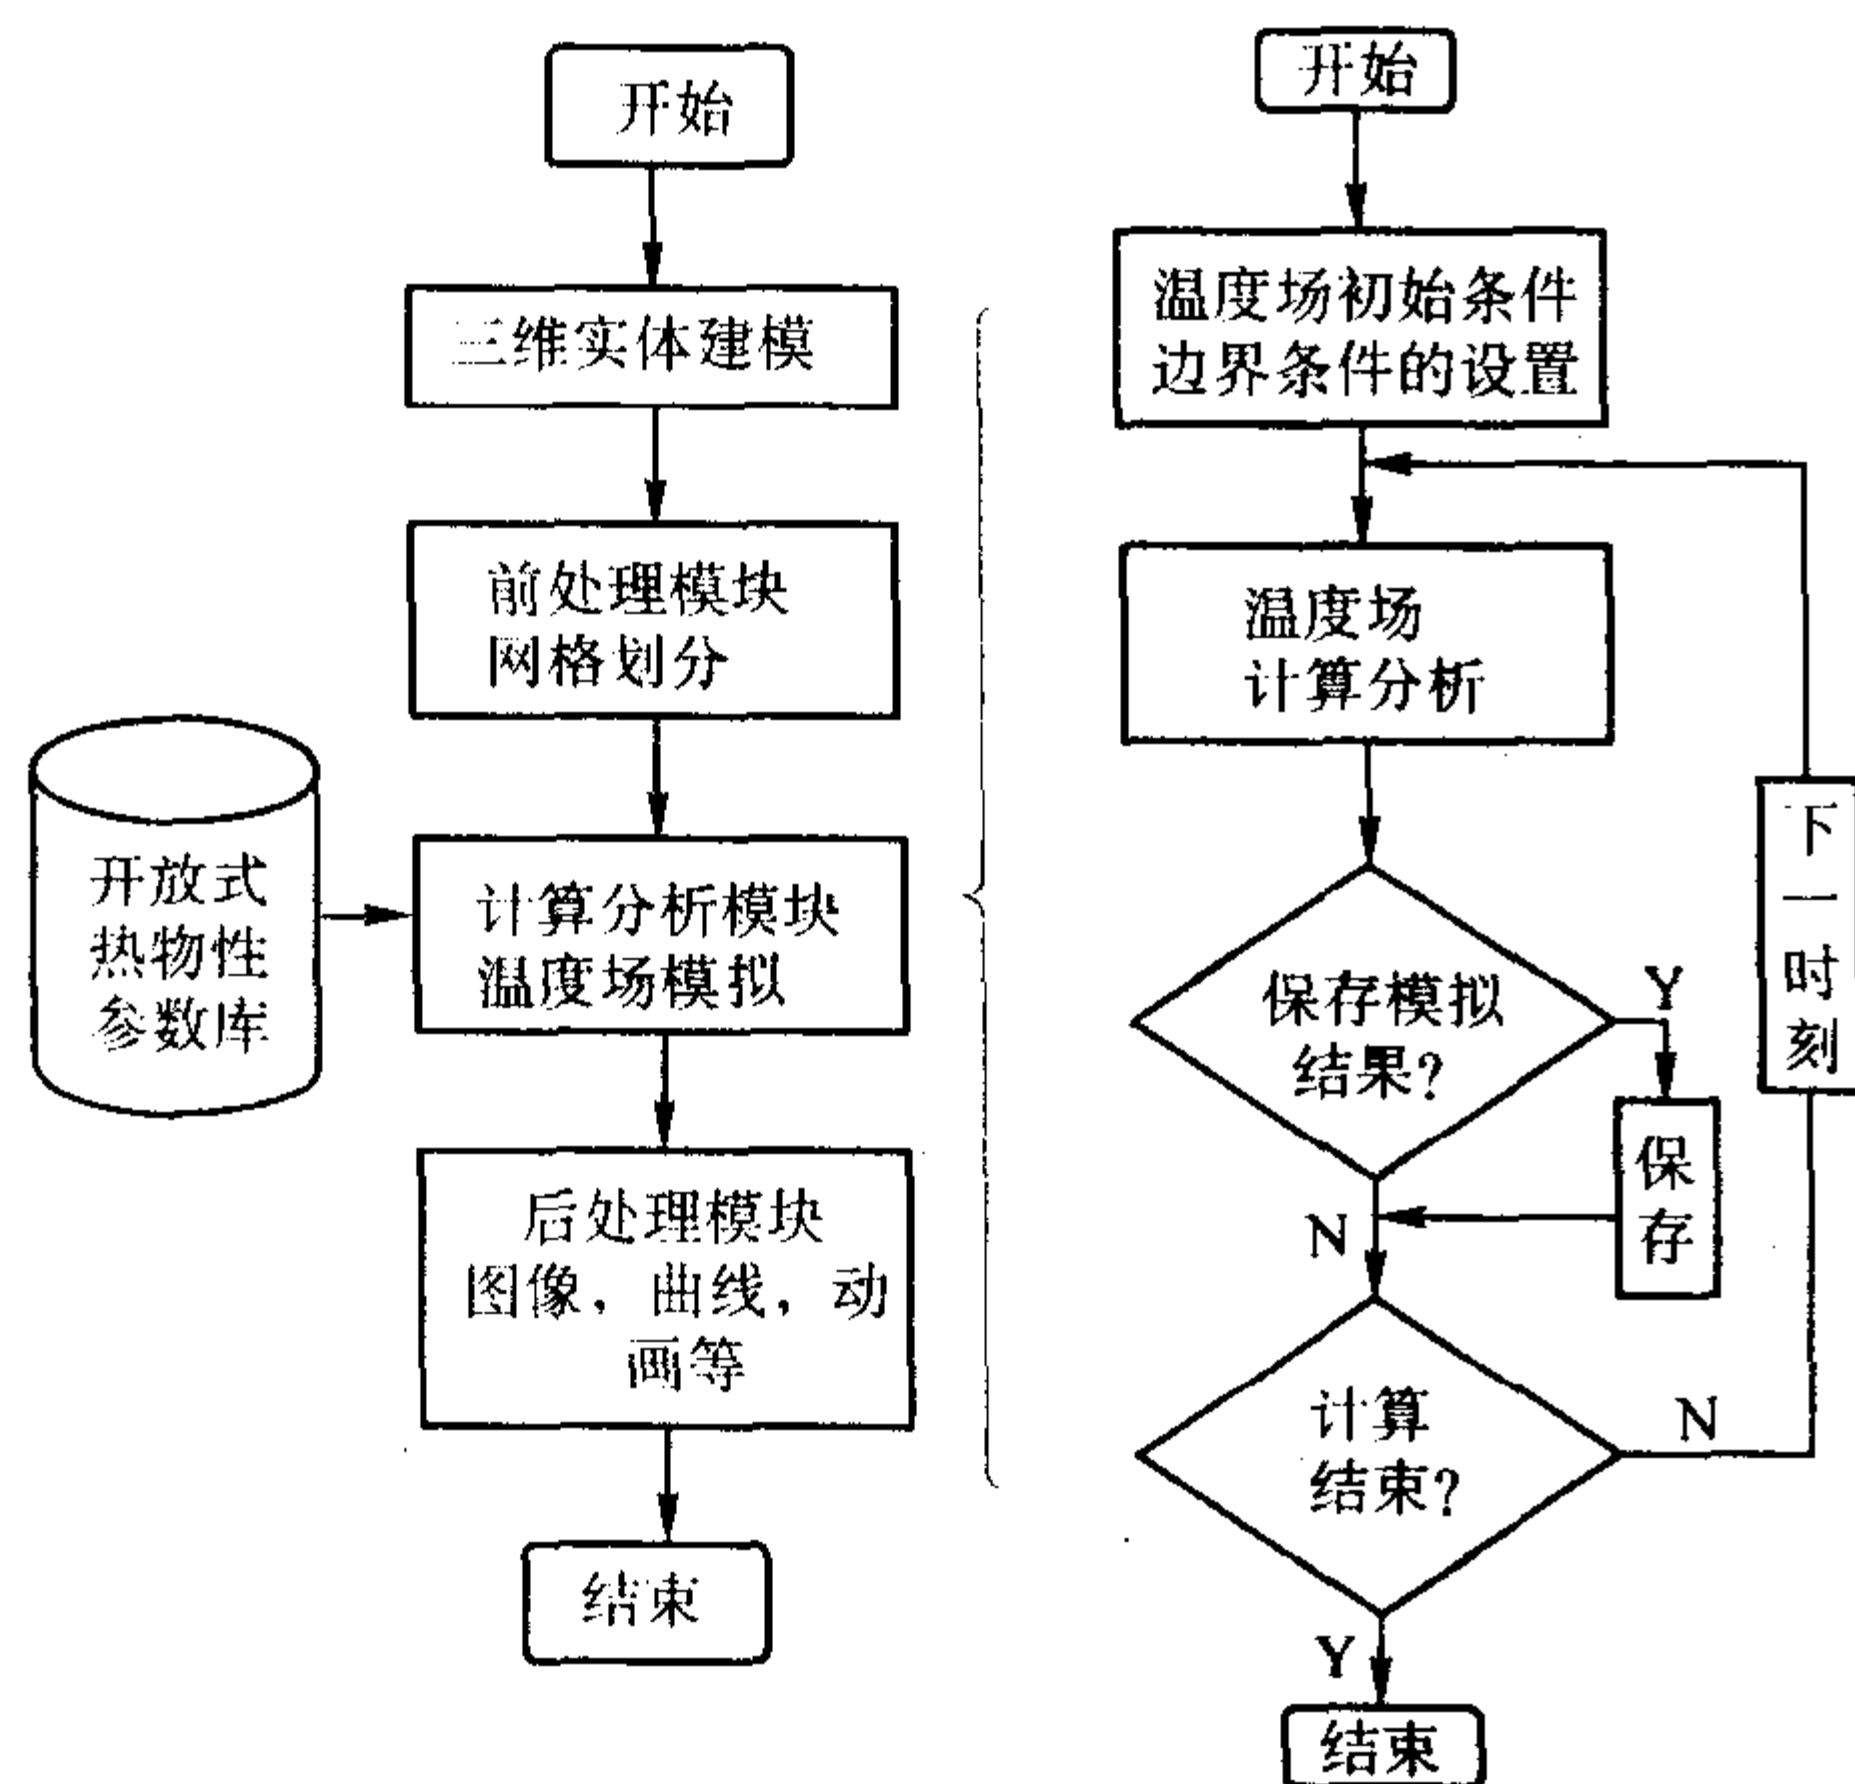 开始
三维实体建模
前处理模块
网格划分
开放式
热物性
参数库
计算分析模块
温度场模拟
后处理模块
图像，曲线，动
画等
结束
开始
温度场初始条件
边界条件的设置
温度场
计算分析
保存模拟
结果?
Y
保
存
N
计算
结束?
N
下
一
时
刻
Y
结束